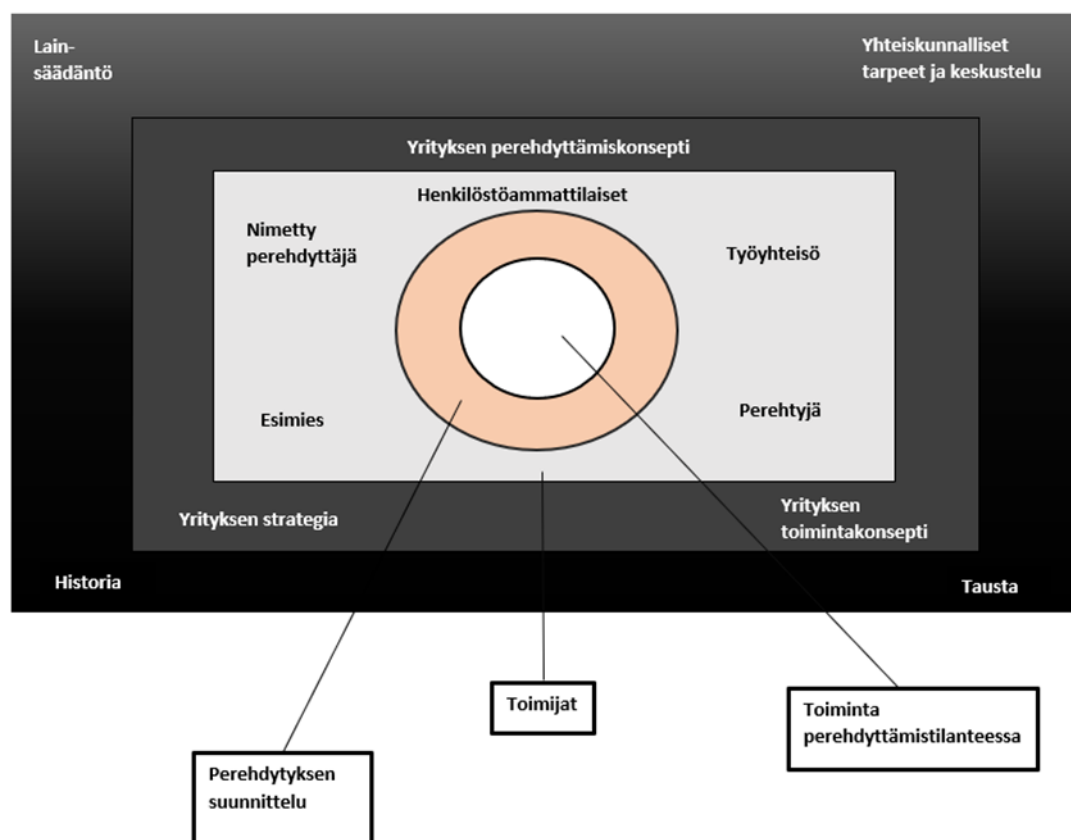 Lain-
säädäntö
Yhteiskunnalliset
tarpeet ja keskustelu
Yrityksen perehdyttämiskonsepti
Henkilöstöammattilaiset
Nimetty
perehdyttäjä
Työyhteisö
Esimies
Perehtyjä
Yrityksen strategia
Yrityksen
toimintakonsepti
Historia
Tausta
Toimijat
Toiminta
perehdyttämistilanteessa
Perehdytyksen
suunnittelu